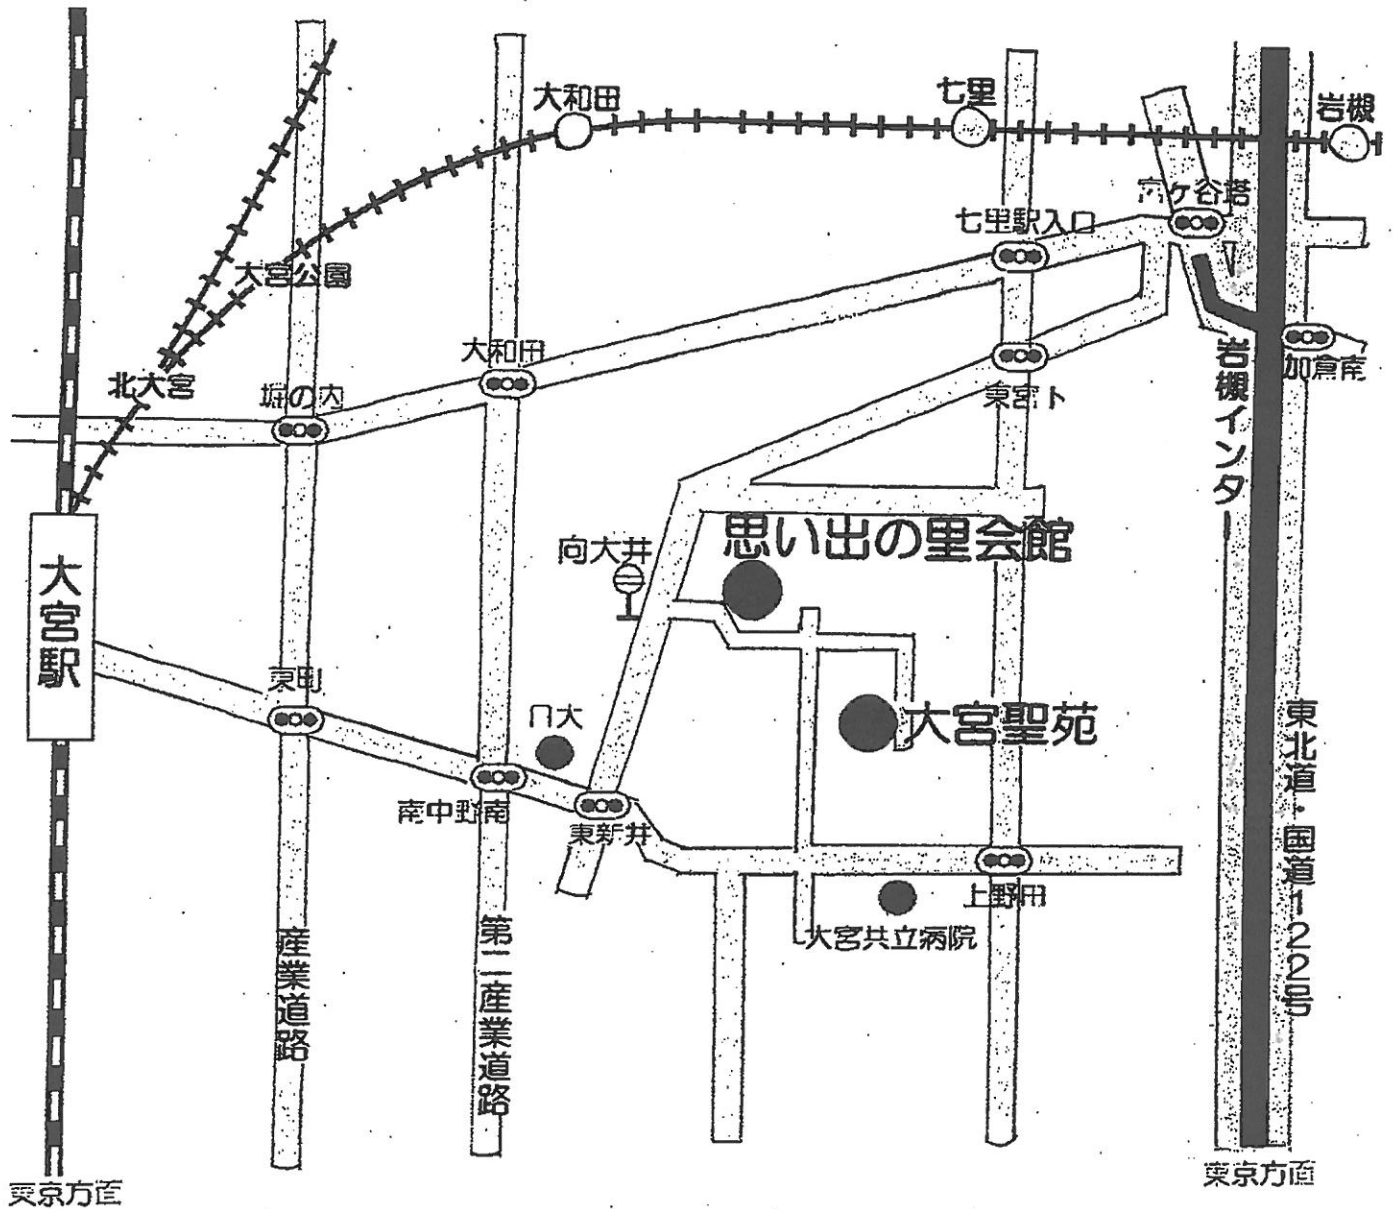 大和田
七里
岩槻
宮ヶ谷塔
七里駅入口
大宮公園
大和田
北大宮
堀の内
岩槻インター
加倉南
東宮下
思い出の里会館
向大井
大宮駅
東町
日大
大宮聖苑
東北道・国道122号
南中野南
東新井
上野田
大宮共立病院
産業道路
第二産業道路
東京方面
東京方面